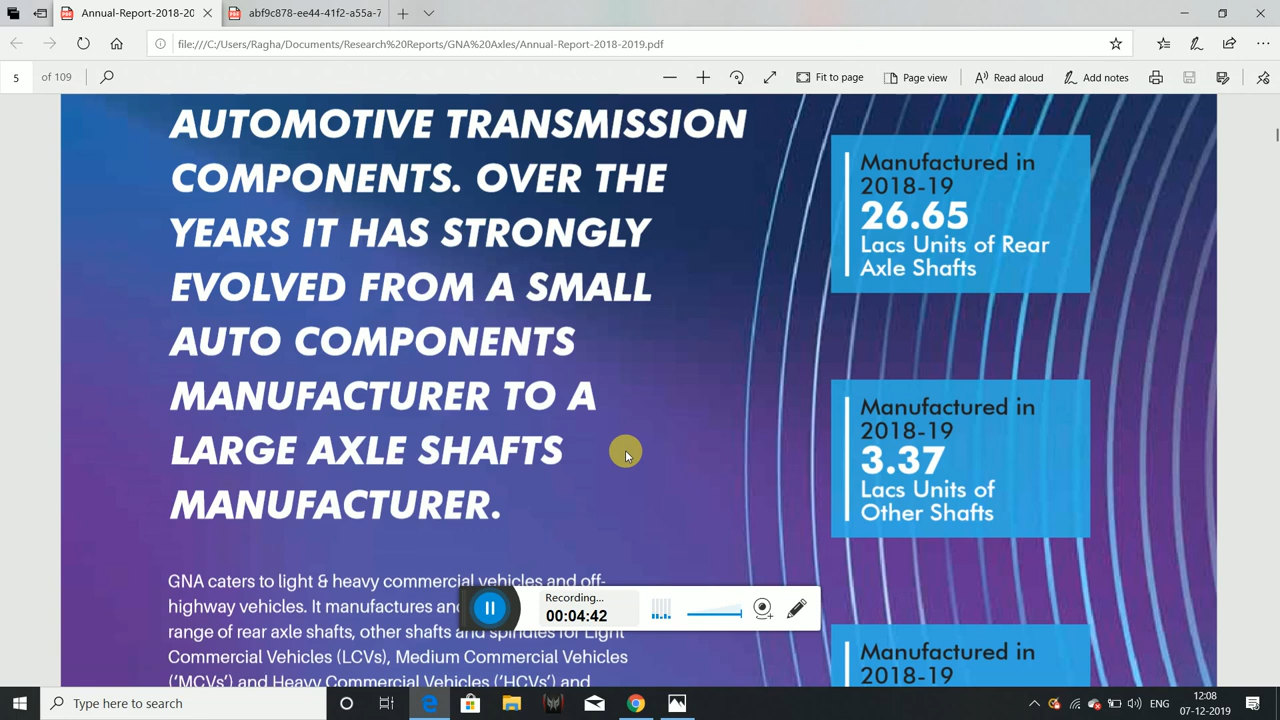 Annual-Report-2018-20
abf9c878-ee44-41f2-a55a-7
file:///C:/Users/Ragha/Documents/Research%20Reports/GNA%20Axles/Annual-Report-2018-2019.pdf
5 of 109
Fit to page
Page view
Read aloud
Add notes
AUTOMOTIVE TRANSMISSION
COMPONENTS. OVER THE
YEARS IT HAS STRONGLY
EVOLVED FROM A SMALL
AUTO COMPONENTS
MANUFACTURER TO A
LARGE AXLE SHAFTS
MANUFACTURER.
GNA caters to light & heavy commercial vehicles and off-
highway vehicles. It manufactures
range of rear axle shafts, other shafts and spindles for Light
Commercial Vehicles (LCVs), Medium Commercial Vehicles
('MCVs') and Heavy Commercial Vehicles ('HCVs') and
Manufactured in
2018-19
26.65
Lacs Units of Rear
Axle Shafts
Manufactured in
2018-19
3.37
Lacs Units of
Other Shafts
Manufactured in
2018-19
Recording...
00:04:42
Type here to search
ENG
12:08
07-12-2019